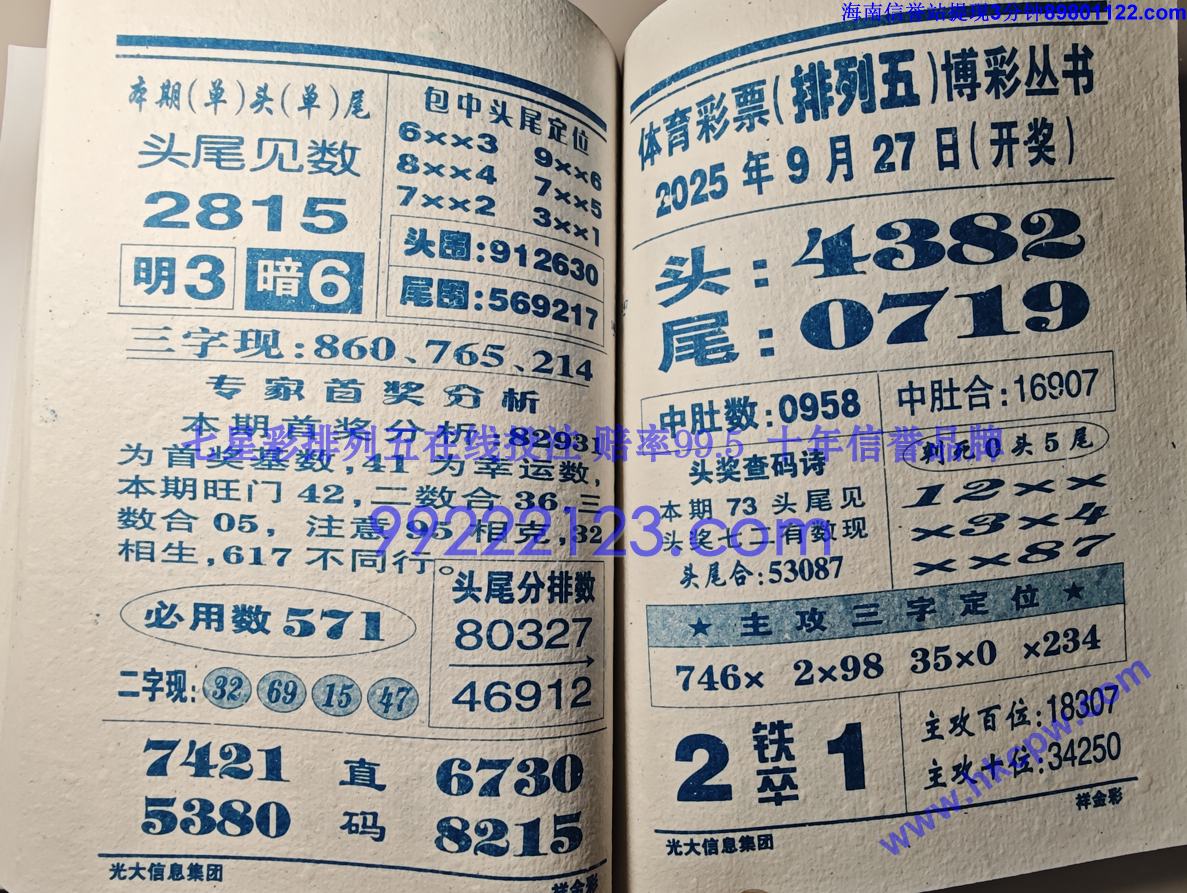 海南信誉站提现3分钟89801122.com
本期(单)头(单)尾
头尾见数
2815
明3 暗6
包中头尾定位
6××3 9××6
8××4 7××5
7××2 3××1
头围:912630
尾围:569217
三字现:860、765、214
专家首奖分析
本期首奖分析:82931
为首奖基数,41为幸运数,
本期旺门42,二数合36三
数合05,注意95相克,32
相生,617不同行。
必用数571
二字现: 32 69 15 47
头尾分排数
80327
46912
7421 直 6730
5380 码 8215
光大信息集团
祥金彩
体育彩票(排列五)博彩丛书
2025年9月27日(开奖)
头:4382
尾:0719
中肚数:0958
中肚合:16907
头奖查码诗
本期73头尾见
头奖七二有数现
头尾合:53087
判死0头5尾
12××
×3×4
××87
★主攻三字定位★
746× 2×98 35×0 ×234
2 铁卒 1
主攻百位:18307
主攻十位:34250
祥金彩
光大信息集团
七星彩排列五在线投注 赔率99.5 十年信誉品牌
99222123.com
www.hkcpw.com